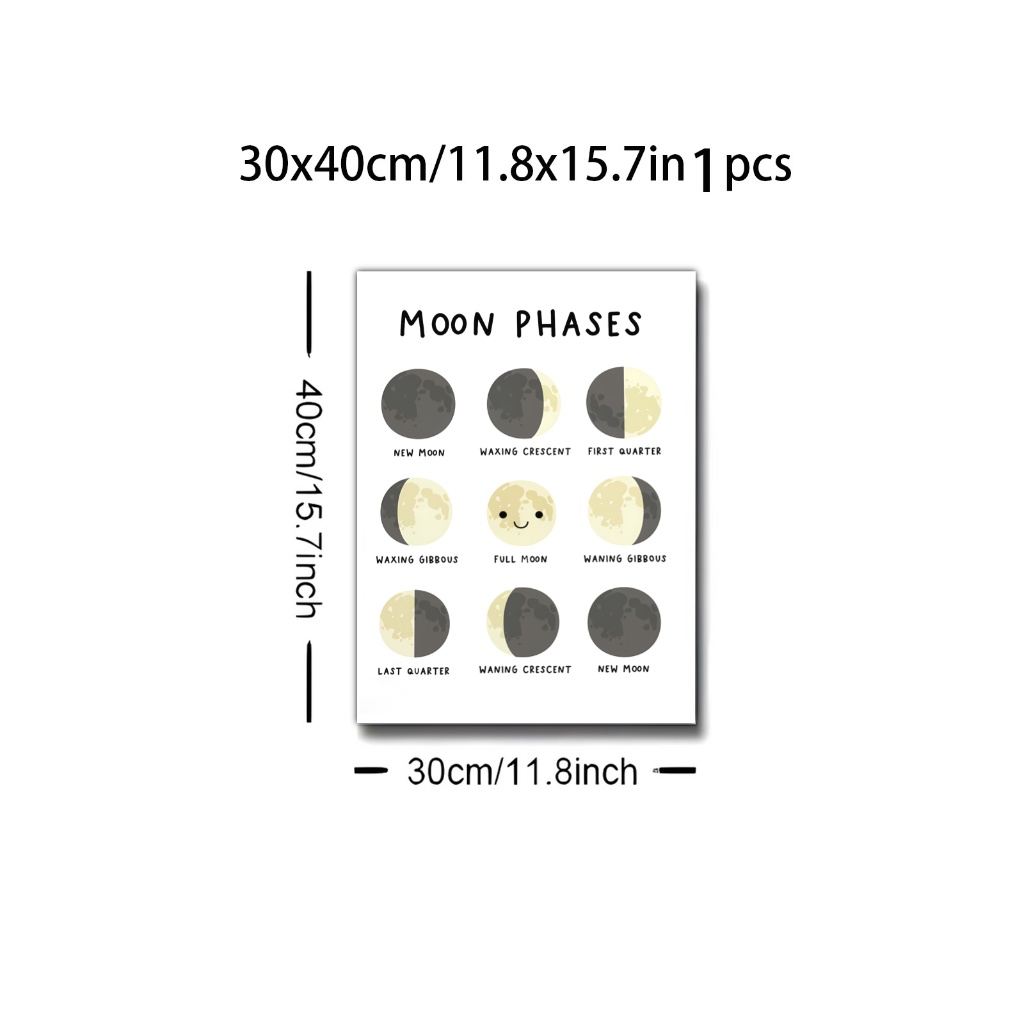 30x40cm/11.8x15.7in 1 pcs
MOON PHASES
NEW MOON
WAXING CRESCENT
FIRST QUARTER
WAXING GIBBOUS
FULL MOON
WANING GIBBOUS
LAST QUARTER
WANING CRESCENT
NEW MOON
40cm/15.7inch
30cm/11.8inch